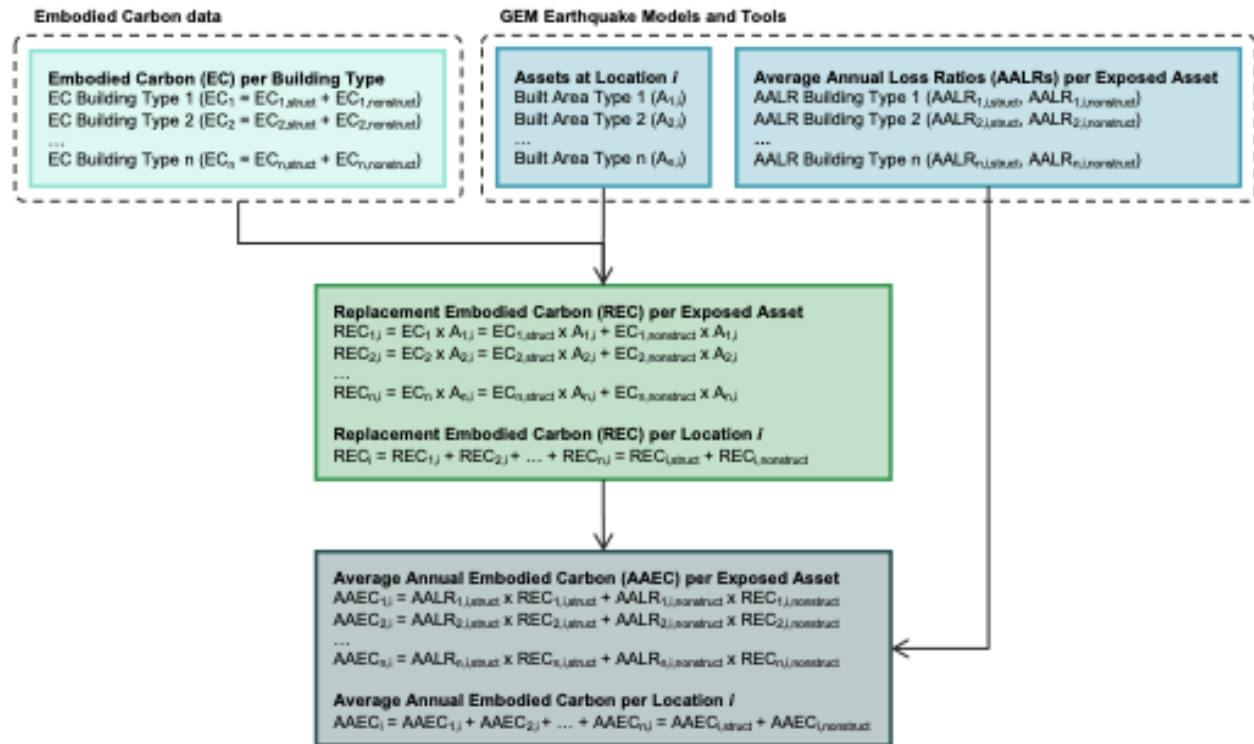 Embodied Carbon data
GEM Earthquake Models and Tools
Embodied Carbon (EC) per Building Type
EC Building Type 1 (EC1 = EC1,struct + EC1,nonstruct)
EC Building Type 2 (EC2 = EC2,struct + EC2,nonstruct)
...
EC Building Type n (ECn = ECn,struct + ECn,nonstruct)
Assets at Location i
Built Area Type 1 (A1,i)
Built Area Type 2 (A2,i)
...
Built Area Type n (An,i)
Average Annual Loss Ratios (AALRs) per Exposed Asset
AALR Building Type 1 (AALR1,i,struct, AALR1,i,nonstruct)
AALR Building Type 2 (AALR2,i,struct, AALR2,i,nonstruct)
...
AALR Building Type n (AALRn,i,struct, AALRn,i,nonstruct)
Replacement Embodied Carbon (REC) per Exposed Asset
REC1,i = EC1 x A1,i = EC1,struct x A1,i + EC1,nonstruct x A1,i
REC2,i = EC2 x A2,i = EC2,struct x A2,i + EC2,nonstruct x A2,i
...
RECn,i = ECn x An,i = ECn,struct x An,i + ECn,nonstruct x An,i
Replacement Embodied Carbon (REC) per Location i
RECi = REC1,i + REC2,i + ... + RECn,i = RECi,struct + RECi,nonstruct
Average Annual Embodied Carbon (AAEC) per Exposed Asset
AAEC1,i = AALR1,i,struct x REC1,i,struct + AALR1,i,nonstruct x REC1,i,nonstruct
AAEC2,i = AALR2,i,struct x REC2,i,struct + AALR2,i,nonstruct x REC2,i,nonstruct
...
AAECn,i = AALRn,i,struct x RECn,i,struct + AALRn,i,nonstruct x RECn,i,nonstruct
Average Annual Embodied Carbon per Location i
AAECi = AAEC1,i + AAEC2,i + ... + AAECn,i = AAECi,struct + AAECi,nonstruct